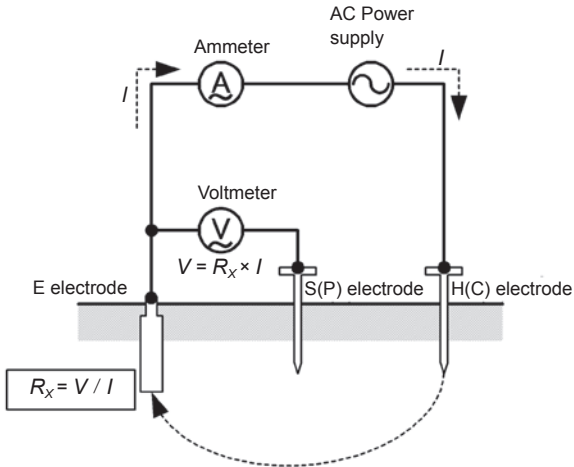 AC Power
supply
Ammeter
I
A
I
Voltmeter
V
V = Rx × I
E electrode
S(P) electrode
H(C) electrode
Rx = V / I